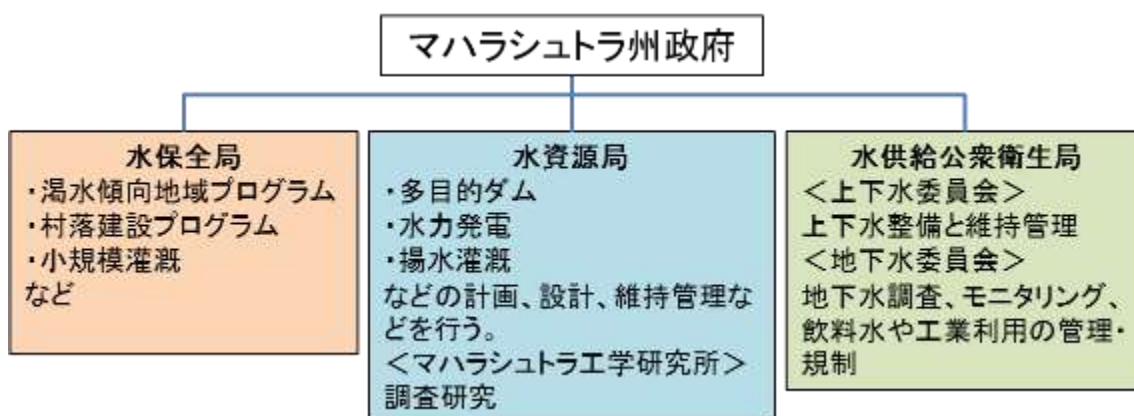 マハラシュトラ州政府
水保全局
・渇水傾向地域プログラム
・村落建設プログラム
・小規模灌漑
など
水資源局
・多目的ダム
・水力発電
・揚水灌漑
などの計画、設計、維持管理な
どを行う。
＜マハラシュトラ工学研究所＞
調査研究
水供給公衆衛生局
＜上下水委員会＞
上下水整備と維持管理
＜地下水委員会＞
地下水調査、モニタリング、
飲料水や工業利用の管理・
規制